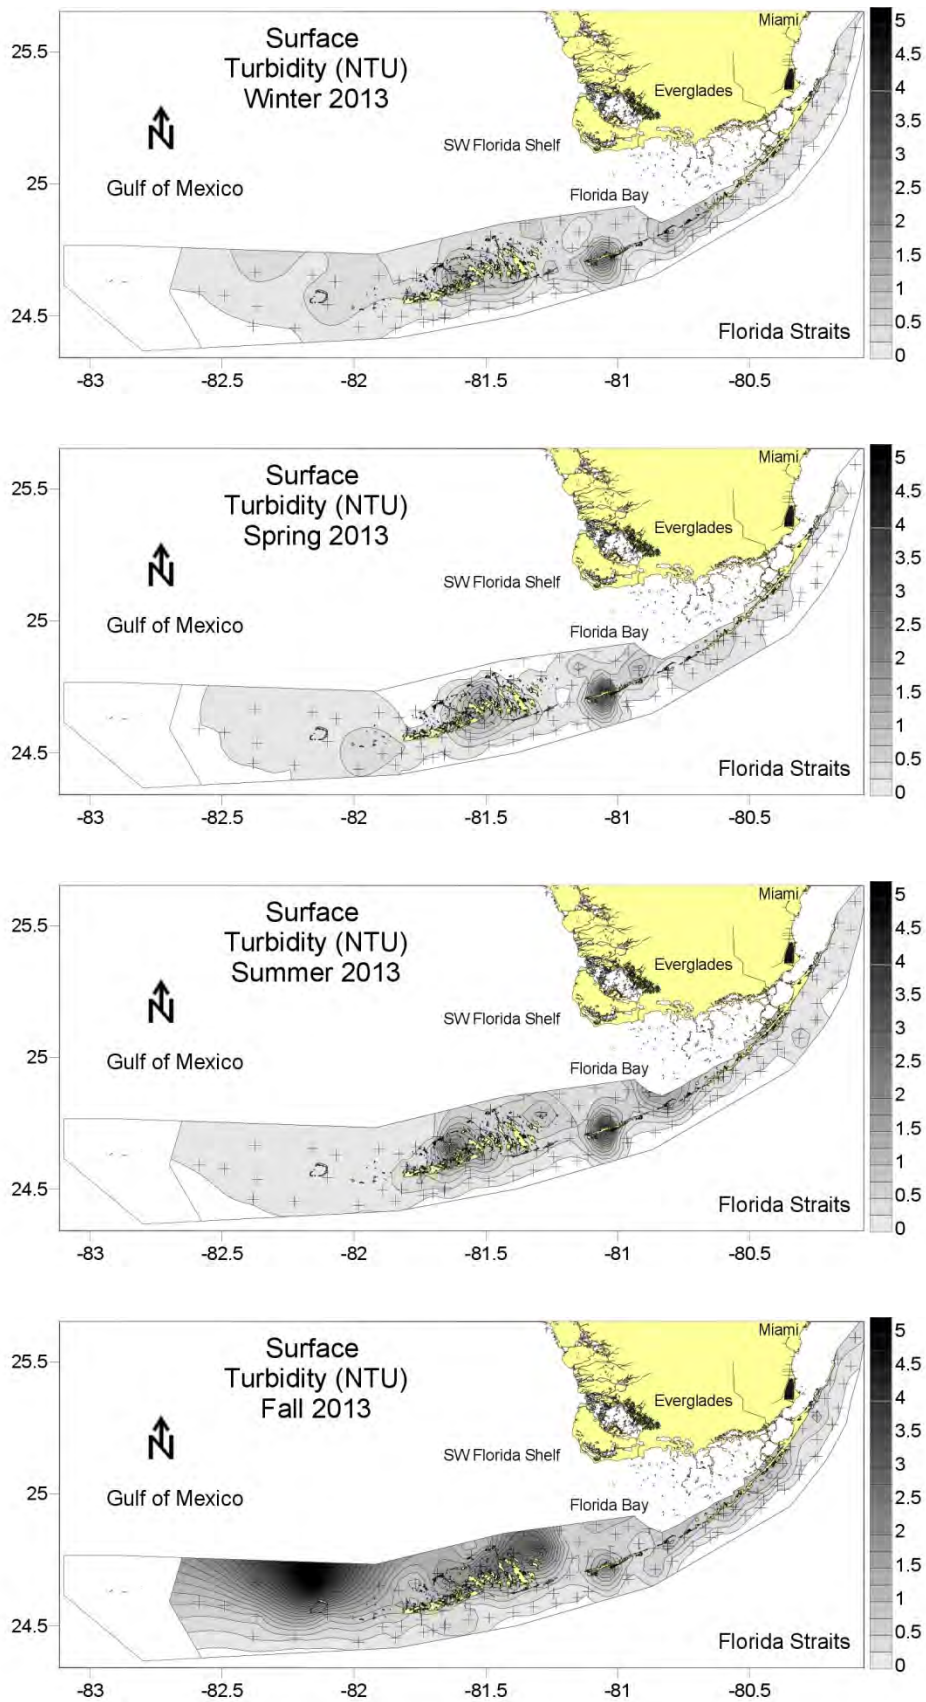 Surface
Turbidity (NTU)
Winter 2013
N
Gulf of Mexico
SW Florida Shelf
Everglades
Miami
Florida Bay
Florida Straits
25.5
25
24.5
-83
-82.5
-82
-81.5
-81
-80.5
5
4.5
4
3.5
3
2.5
2
1.5
1
0.5
0
Surface
Turbidity (NTU)
Spring 2013
N
Gulf of Mexico
SW Florida Shelf
Everglades
Miami
Florida Bay
Florida Straits
25.5
25
24.5
-83
-82.5
-82
-81.5
-81
-80.5
5
4.5
4
3.5
3
2.5
2
1.5
1
0.5
0
Surface
Turbidity (NTU)
Summer 2013
N
Gulf of Mexico
SW Florida Shelf
Everglades
Miami
Florida Bay
Florida Straits
25.5
25
24.5
-83
-82.5
-82
-81.5
-81
-80.5
5
4.5
4
3.5
3
2.5
2
1.5
1
0.5
0
Surface
Turbidity (NTU)
Fall 2013
N
Gulf of Mexico
SW Florida Shelf
Everglades
Miami
Florida Bay
Florida Straits
25.5
25
24.5
-83
-82.5
-82
-81.5
-81
-80.5
5
4.5
4
3.5
3
2.5
2
1.5
1
0.5
0